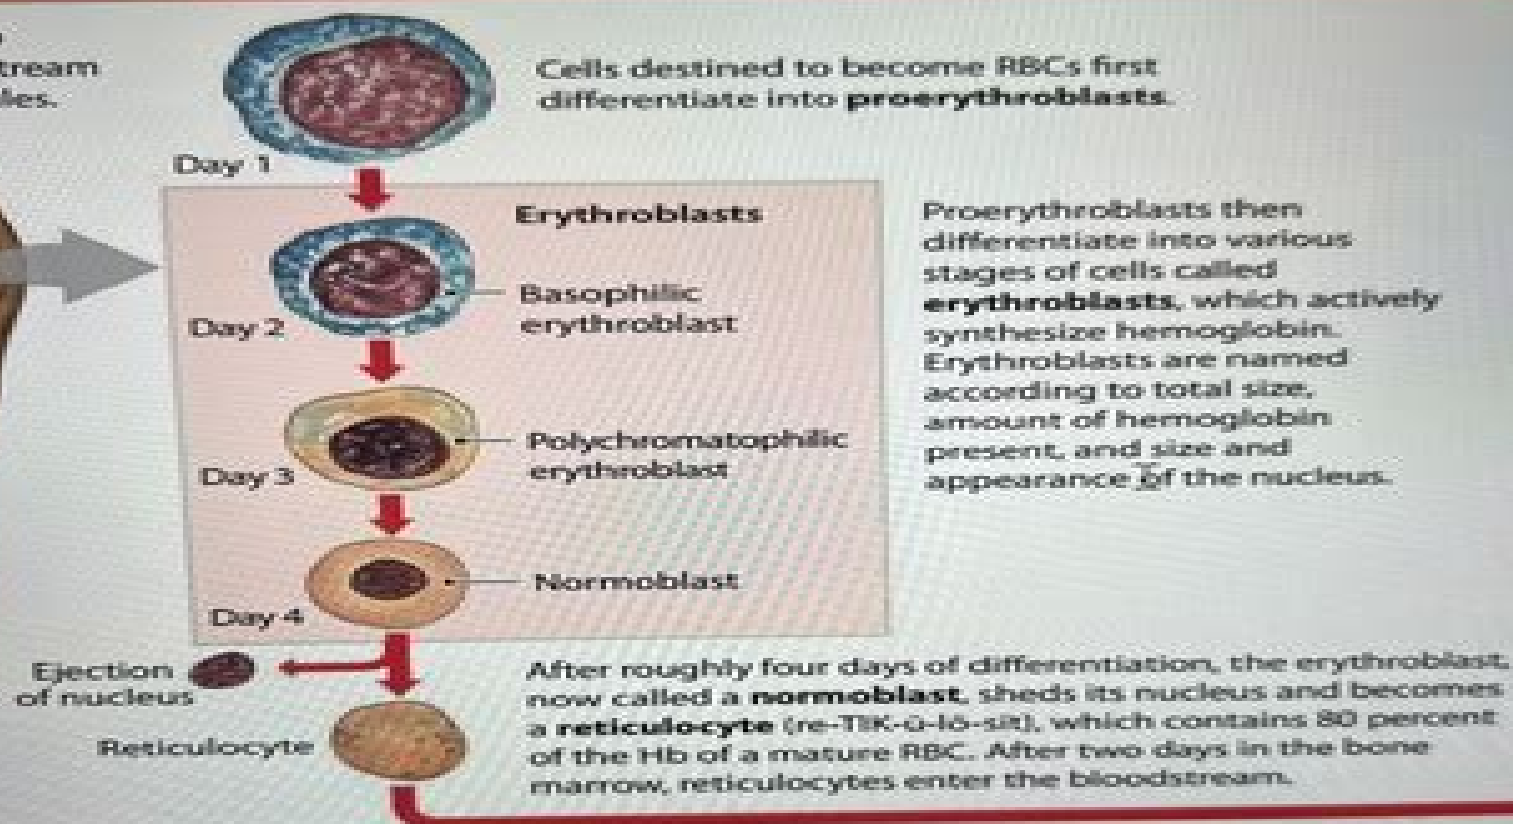 tream
les.
Cells destined to become RBCs first
differentiate into proerythroblasts.
Day 1
Erythroblasts
Basophilic
erythroblast
Day 2
Polychromatophilic
erythroblast
Day 3
Normoblast
Day 4
Proerythroblasts then
differentiate into various
stages of cells called
erythroblasts, which actively
synthesize hemoglobin.
Erythroblasts are named
according to total size,
amount of hemoglobin
present, and size and
appearance of the nucleus.
Ejection
of nucleus
Reticulocyte
After roughly four days of differentiation, the erythroblast,
now called a normoblast, sheds its nucleus and becomes
a reticulocyte (re-TIK-ū-lō-sīt), which contains 80 percent
of the Hb of a mature RBC. After two days in the bone
marrow, reticulocytes enter the bloodstream.